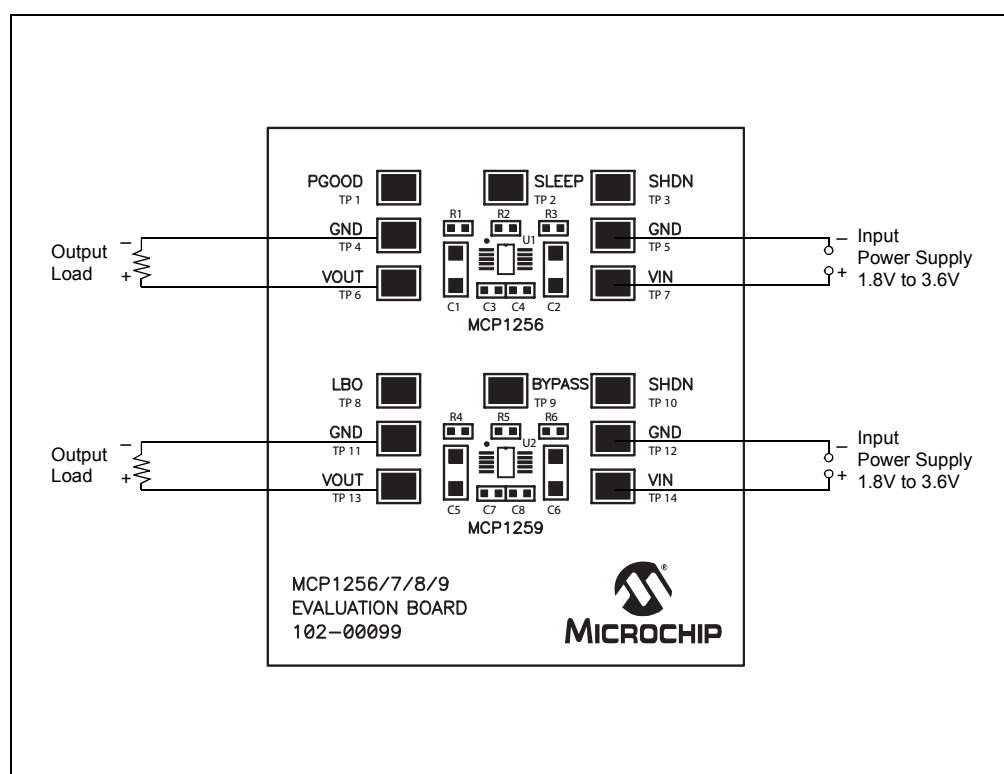 PGOOD
TP 1
SLEEP
TP 2
SHDN
TP 3
GND
TP 4
R1
R2
R3
U1
GND
TP 5
VOUT
TP 6
VIN
TP 7
C1
C3
C4
C2
MCP1256
Output
Load
–
+
– Input
Power Supply
+ 1.8V to 3.6V
LBO
TP 8
BYPASS
TP 9
SHDN
TP 10
GND
TP 11
R4
R5
R6
U2
GND
TP 12
VOUT
TP 13
VIN
TP 14
C5
C7
C8
C6
MCP1259
Output
Load
–
+
– Input
Power Supply
+ 1.8V to 3.6V
MCP1256/7/8/9
EVALUATION BOARD
102-00099
®
MICROCHIP